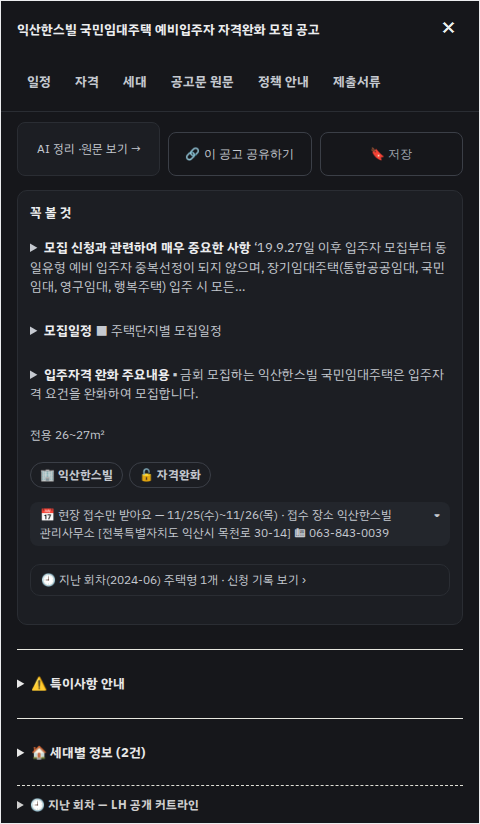 익산한스빌 국민임대주택 예비입주자 자격완화 모집 공고 ✕
일정 자격 세대 공고문 원문 정책 안내 제출서류
AI 정리 ·원문 보기 →
🔗 이 공고 공유하기
🔖 저장
꼭 볼 것
▶ 모집 신청과 관련하여 매우 중요한 사항 ‘19.9.27일 이후 입주자 모집부터 동
일유형 예비 입주자 중복선정이 되지 않으며, 장기임대주택(통합공공임대, 국민
임대, 영구임대, 행복주택) 입주 시 모든...
▶ 모집일정 ■ 주택단지별 모집일정
▶ 입주자격 완화 주요내용 ▪ 금회 모집하는 익산한스빌 국민임대주택은 입주자
격 요건을 완화하여 모집합니다.
전용 26~27m²
🏢 익산한스빌 🔓 자격완화
📅 현장 접수만 받아요 — 11/25(수)~11/26(목) · 접수 장소 익산한스빌
관리사무소 [전북특별자치도 익산시 목천로 30-14] ☎ 063-843-0039
🕘 지난 회차(2024-06) 주택형 1개 · 신청 기록 보기 ›
▶ ⚠️ 특이사항 안내
▶ 🏠 세대별 정보 (2건)
▶ 🕘 지난 회차 — LH 공개 커트라인